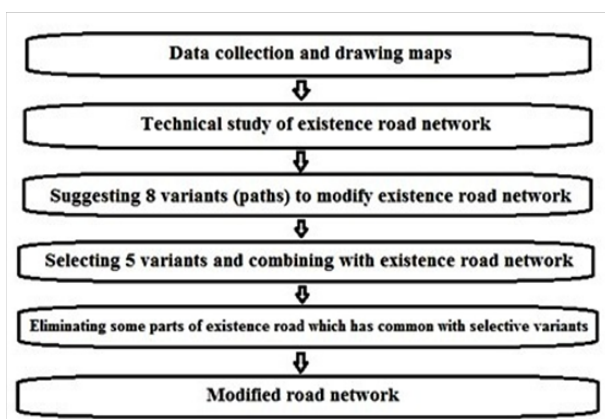 Data collection and drawing maps
Technical study of existence road network
Suggesting 8 variants (paths) to modify existence road network
Selecting 5 variants and combining with existence road network
Eliminating some parts of existence road which has common with selective variants
Modified road network